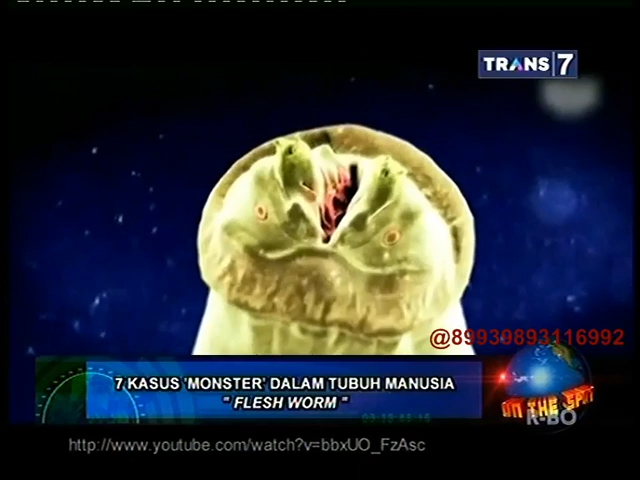 TRANS 7
@89930893116992
7 KASUS 'MONSTER' DALAM TUBUH MANUSIA
" FLESH WORM "
ON THE SPOT
R-BO
http://www.youtube.com/watch?v=bbxUO_FzAsc